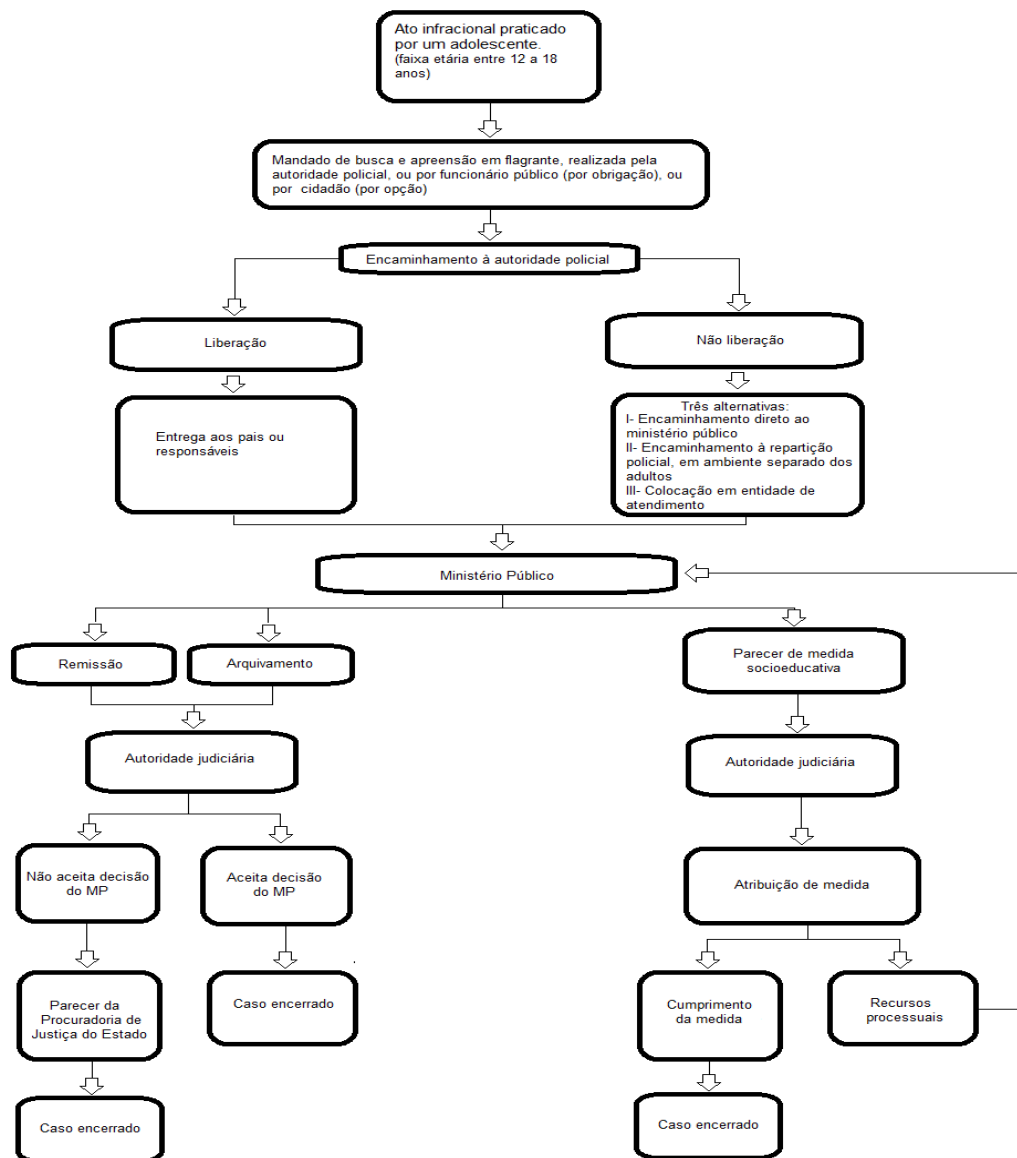 Ato infracional praticado
por um adolescente.
(faixa etária entre 12 a 18
anos)
Mandado de busca e apreensão em flagrante, realizada pela
autoridade policial, ou por funcionário público (por obrigação), ou
por cidadão (por opção)
Encaminhamento à autoridade policial
Liberação
Não liberação
Entrega aos pais ou
responsáveis
Três alternativas:
I- Encaminhamento direto ao
ministério público
II- Encaminhamento à repartição
policial, em ambiente separado dos
adultos
III- Colocação em entidade de
atendimento
Ministério Público
Remissão
Arquivamento
Parecer de medida
socioeducativa
Autoridade judiciária
Autoridade judiciária
Não aceita decisão
do MP
Aceita decisão
do MP
Atribuição de medida
Parecer da
Procuradoria de
Justiça do Estado
Caso encerrado
Cumprimento
da medida
Recursos
processuais
Caso encerrado
Caso encerrado